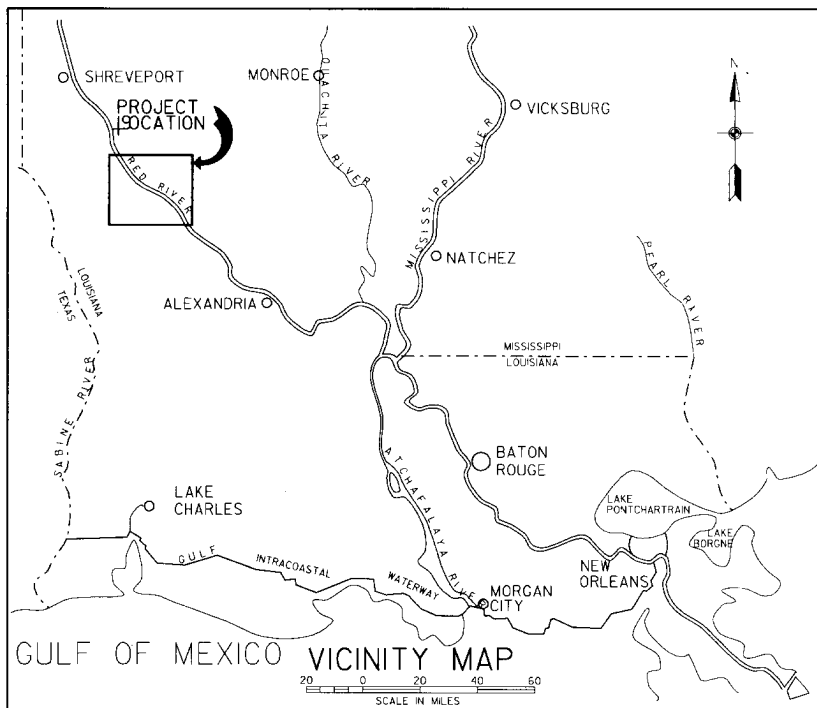 SHREVEPORT
MONROE
OUACHITA RIVER
VICKSBURG
N
PROJECT
LOCATION
RED RIVER
MISSISSIPPI RIVER
NATCHEZ
PEARL RIVER
LOUISIANA
TEXAS
ALEXANDRIA
MISSISSIPPI
LOUISIANA
SABINE RIVER
ATCHAFALAYA RIVE
BATON
ROUGE
LAKE
CHARLES
LAKE
PONTCHARTRAIN
LAKE
BORGNE
GULF INTRACOASTAL WATERWAY
NEW
ORLEANS
MORGAN
CITY
GULF OF MEXICO
VICINITY MAP
20 0 20 40 60
SCALE IN MILES